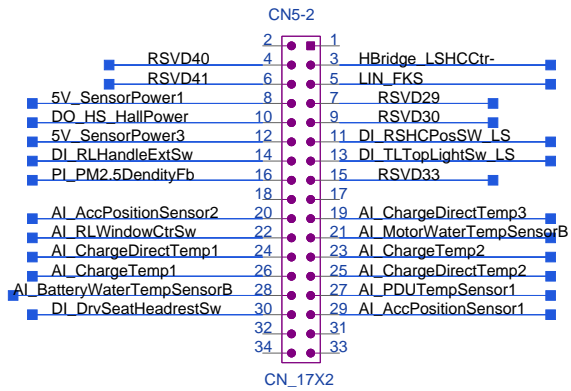 CN5-2
2 1
RSVD40 4 3 HBridge_LSHCCtr-
RSVD41 6 5 LIN_FKS
5V_SensorPower1 8 7 RSVD29
DO_HS_HallPower 10 9 RSVD30
5V_SensorPower3 12 11 DI_RSHCPosSW_LS
DI_RLHandleExtSw 14 13 DI_TLTopLightSw_LS
PI_PM2.5DendityFb 16 15 RSVD33
18 17
AI_AccPositionSensor2 20 19 AI_ChargeDirectTemp3
AI_RLWindowCtrSw 22 21 AI_MotorWaterTempSensorB
AI_ChargeDirectTemp1 24 23 AI_ChargeTemp2
AI_ChargeTemp1 26 25 AI_ChargeDirectTemp2
AI_BatteryWaterTempSensorB 28 27 AI_PDUTempSensor1
DI_DrvSeatHeadrestSw 30 29 AI_AccPositionSensor1
32 31
34 33
CN_17X2